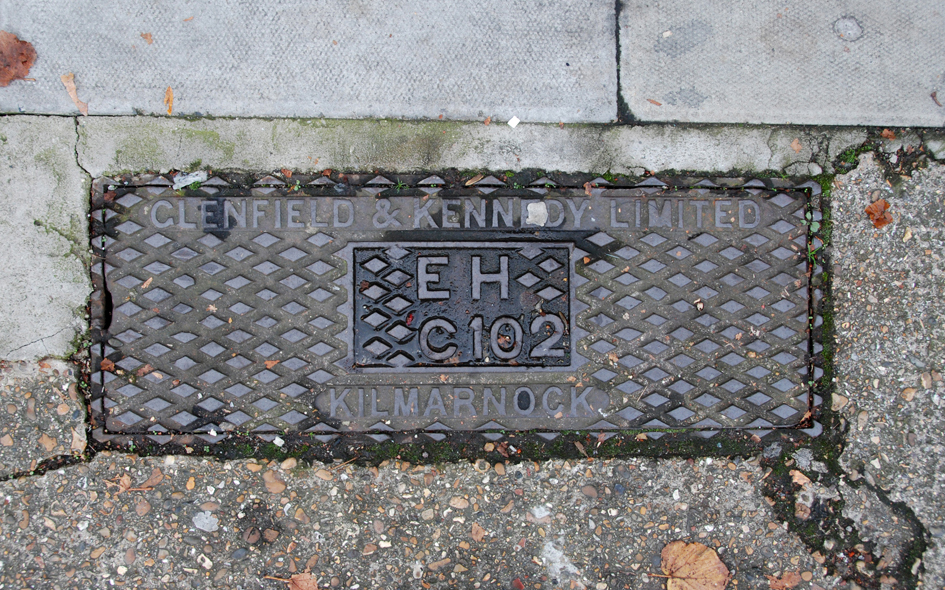 GLENFIELD & KENNEDY LIMITED
EH
C102
KILMARNOCK